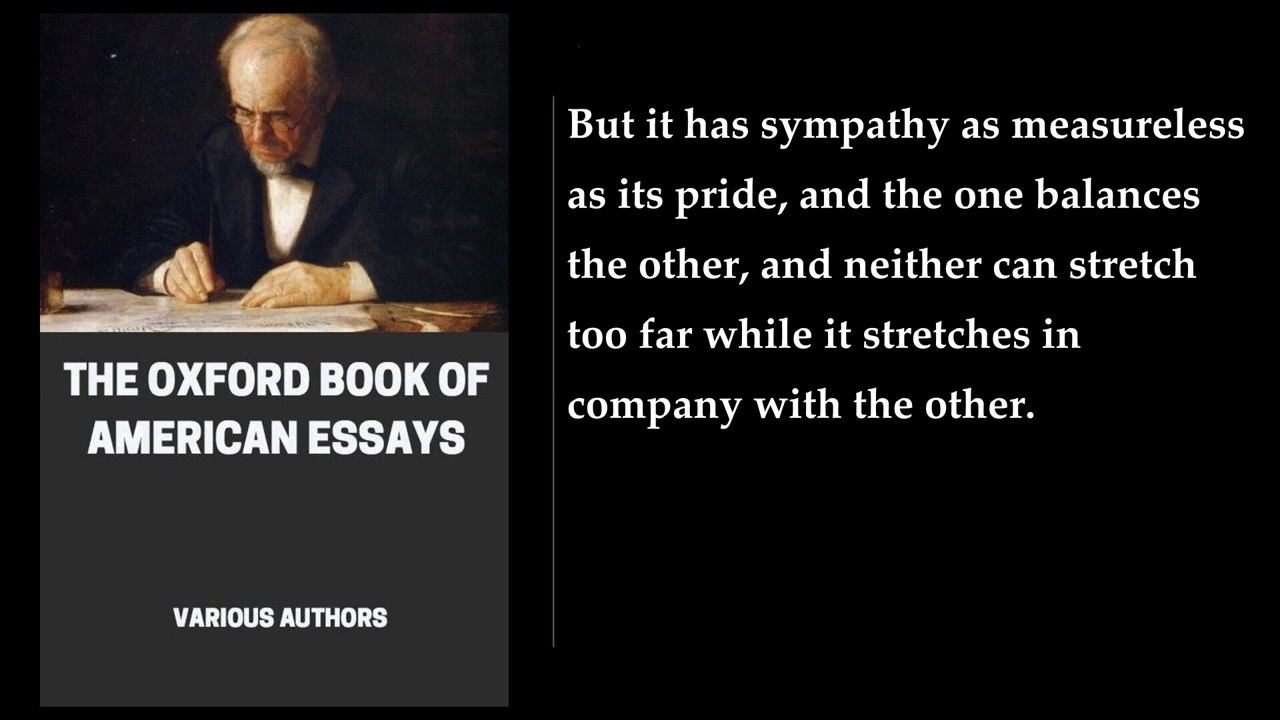 THE OXFORD BOOK OF
AMERICAN ESSAYS
VARIOUS AUTHORS
But it has sympathy as measureless
as its pride, and the one balances
the other, and neither can stretch
too far while it stretches in
company with the other.